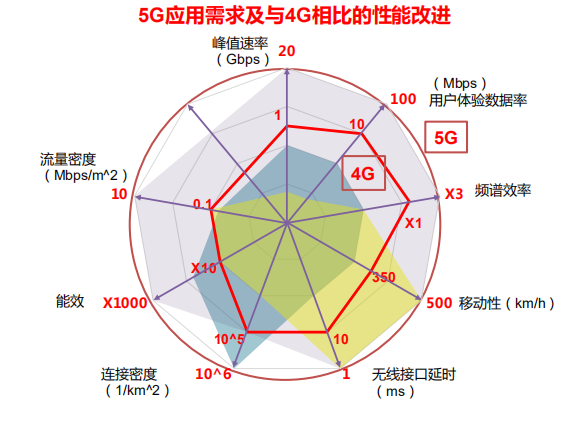 5G应用需求及与4G相比的性能改进
峰值速率
（Gbps）
20
（Mbps）
100 用户体验数据率
1
10
5G
流量密度
（Mbps/m^2）
4G
10
0.1
X3 频谱效率
X1
X10
350
能效 X1000
500 移动性（km/h）
10^5
10
连接密度
（1/km^2）
10^6
1 无线接口延时
（ms）